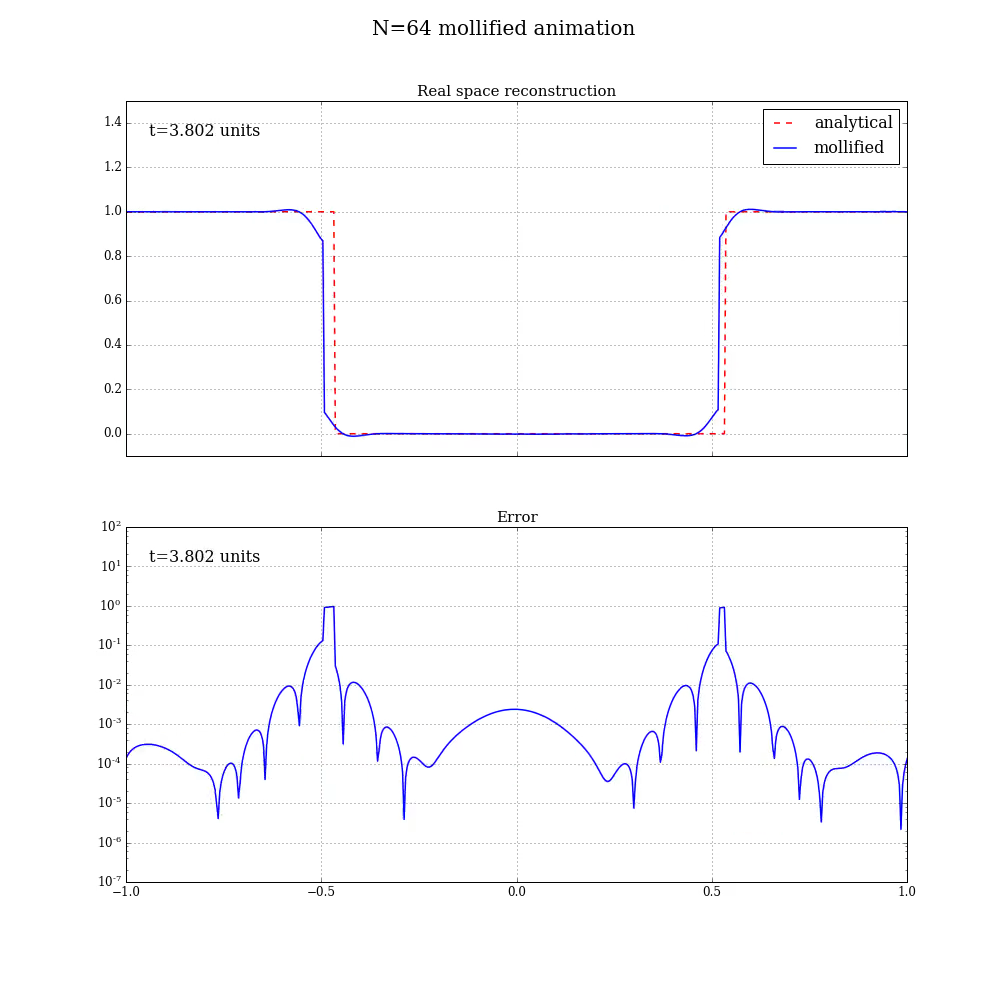 N=64 mollified animation
Real space reconstruction
t=3.802 units
analytical
mollified
1.4
1.2
1.0
0.8
0.6
0.4
0.2
0.0
Error
t=3.802 units
10²
10¹
10⁰
10⁻¹
10⁻²
10⁻³
10⁻⁴
10⁻⁵
10⁻⁶
10⁻⁷
−1.0 −0.5 0.0 0.5 1.0